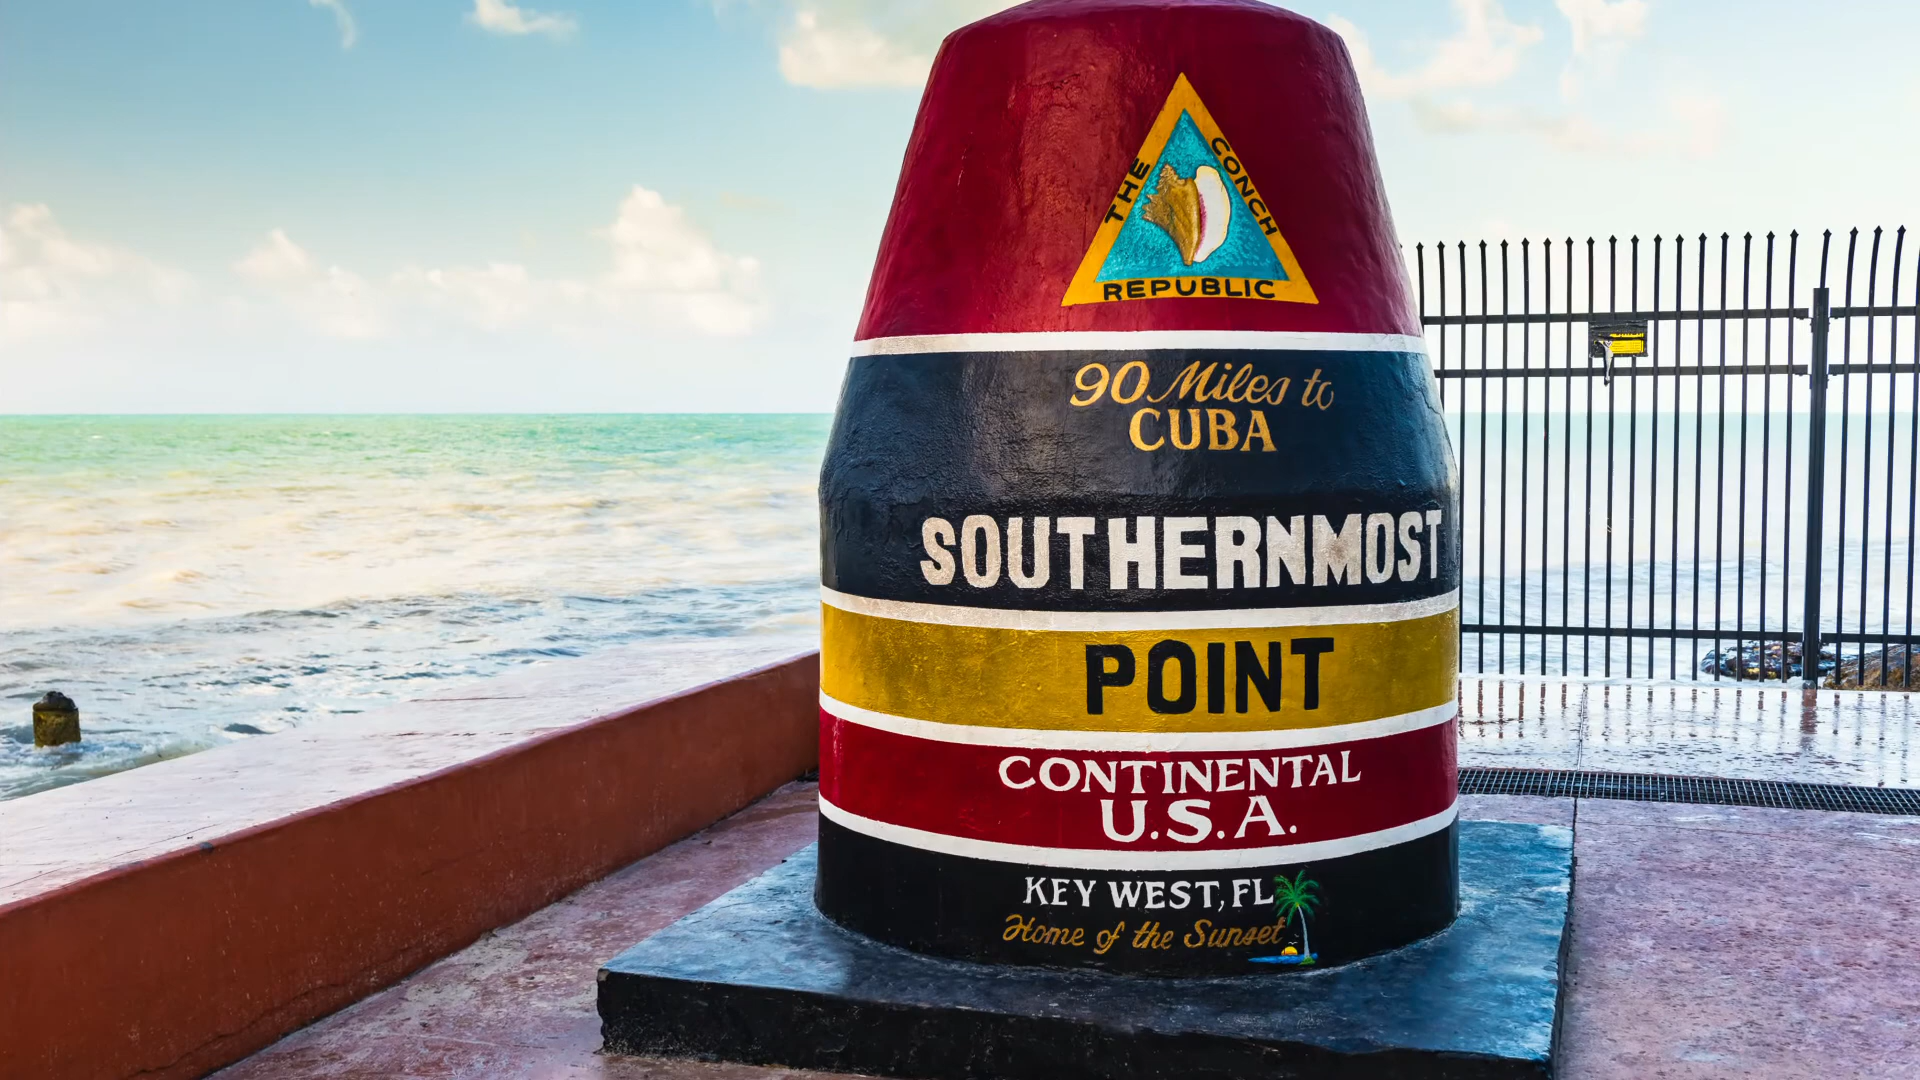 THE CONCH
REPUBLIC
90 Miles to
CUBA
SOUTHERNMOST
POINT
CONTINENTAL
U.S.A.
KEY WEST, FL
Home of the Sunset